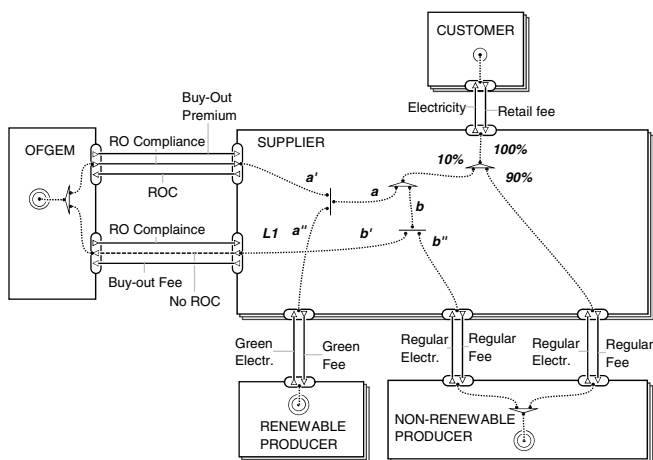 CUSTOMER
Electricity
Retail fee
Buy-Out
Premium
RO Compliance
ROC
OFGEM
SUPPLIER
100%
10%
90%
a'
a
b
a"
L1
b'
b"
RO Complaince
Buy-out Fee
No ROC
Green
Electr.
Green
Fee
Regular
Electr.
Regular
Fee
Regular
Electr.
Regular
Fee
RENEWABLE
PRODUCER
NON-RENEWABLE
PRODUCER